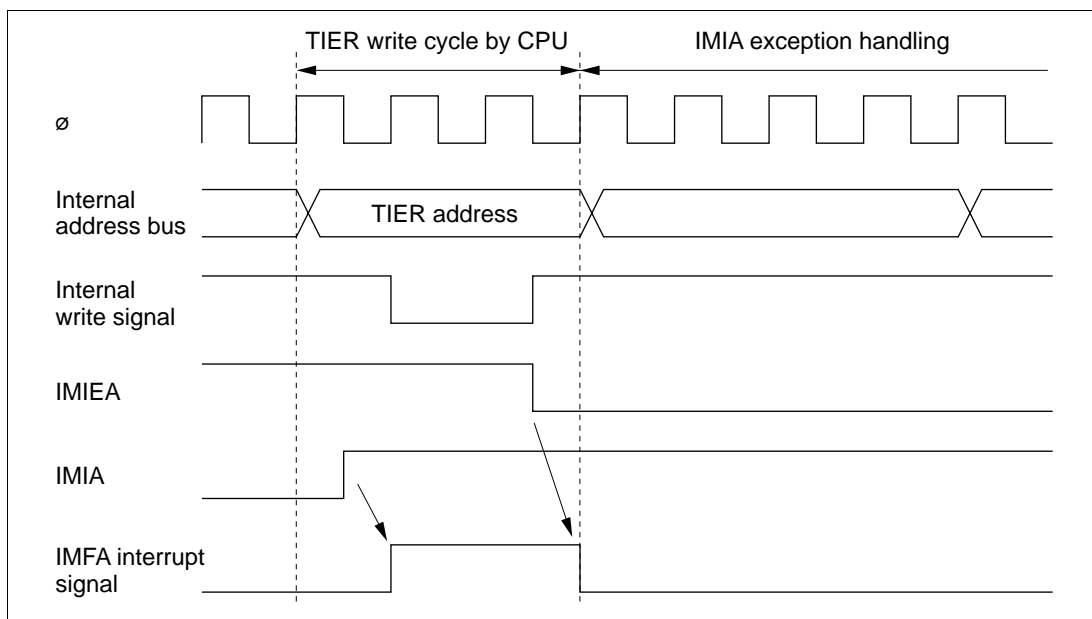 TIER write cycle by CPU
IMIA exception handling
ø
Internal
address bus
TIER address
Internal
write signal
IMIEA
IMIA
IMFA interrupt
signal